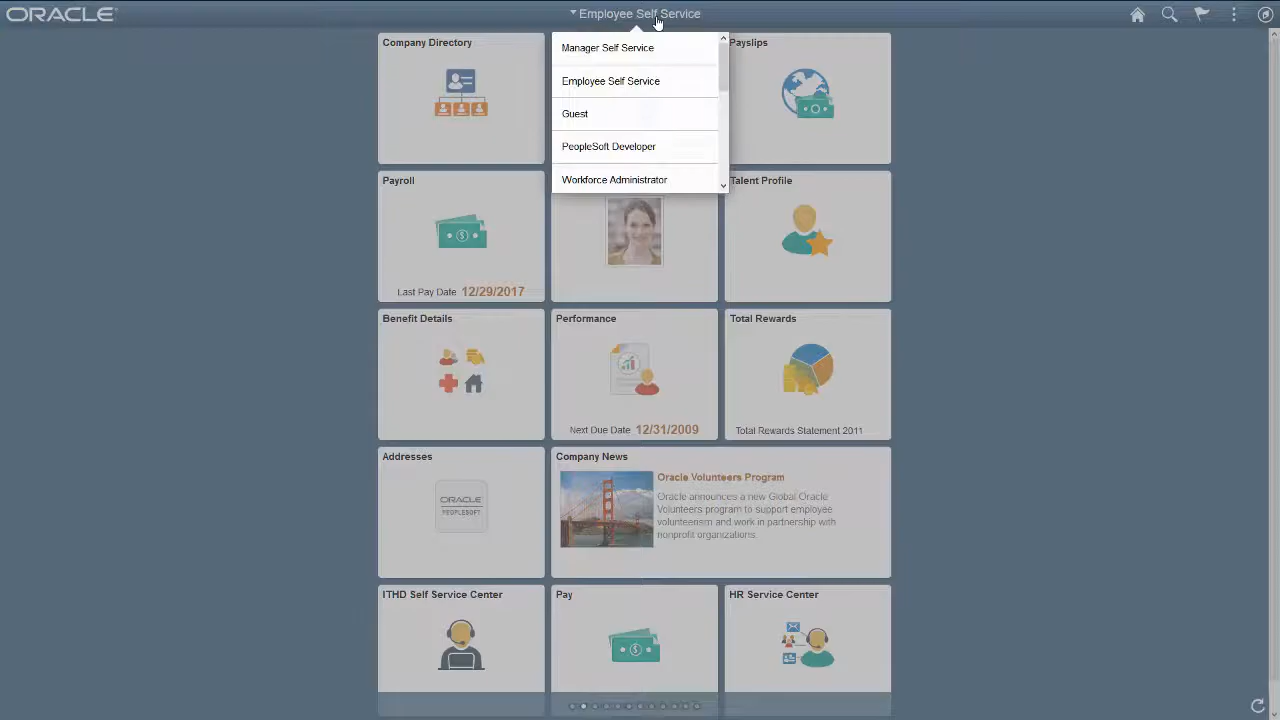 ORACLE
Employee Self Service
Company Directory
Manager Self Service
Employee Self Service
Guest
PeopleSoft Developer
Workforce Administrator
Payslips
Payroll
Last Pay Date 12/29/2017
Talent Profile
Benefit Details
Performance
Next Due Date 12/31/2009
Total Rewards
Total Rewards Statement 2011
Addresses
ORACLE
PEOPLESOFT
Company News
Oracle Volunteers Program
Oracle announces a new Global Oracle
Volunteers program to support employee
volunteerism and work in partnership with
nonprofit organizations.
ITHD Self Service Center
Pay
HR Service Center